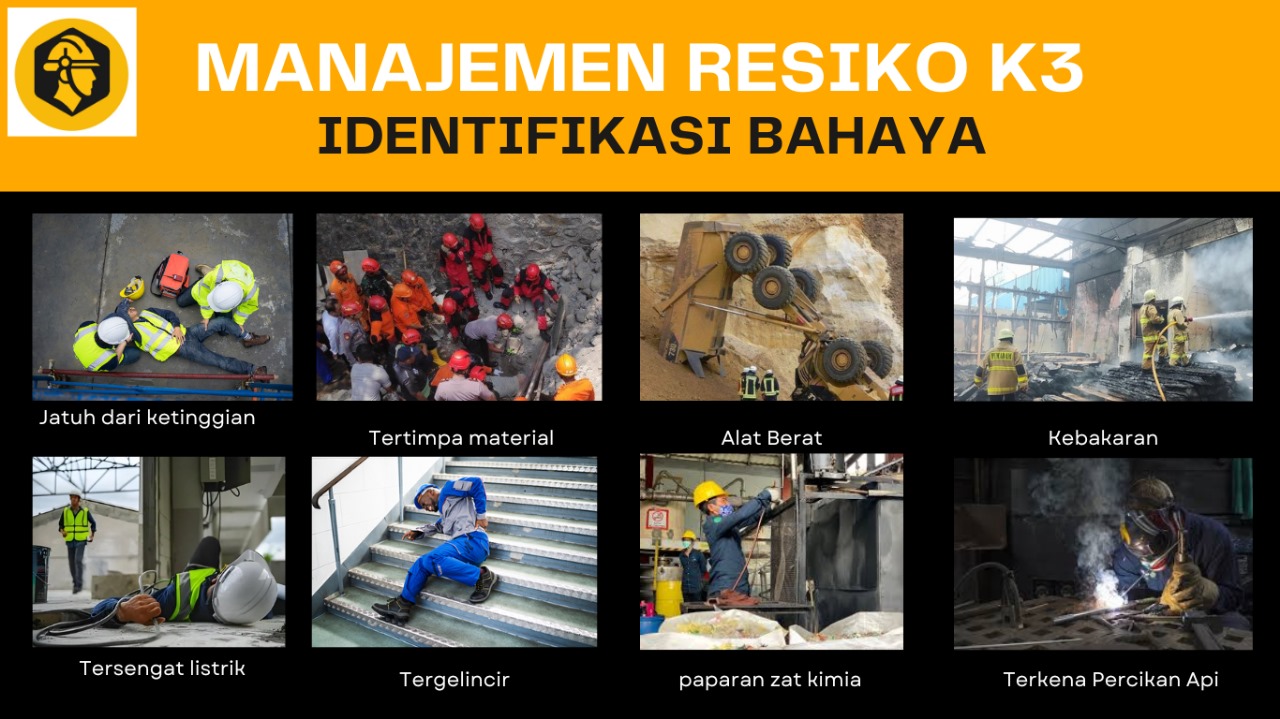 MANAJEMEN RESIKO K3
IDENTIFIKASI BAHAYA
Jatuh dari ketinggian
Tertimpa material
Alat Berat
Kebakaran
Tersengat listrik
Tergelincir
paparan zat kimia
Terkena Percikan Api